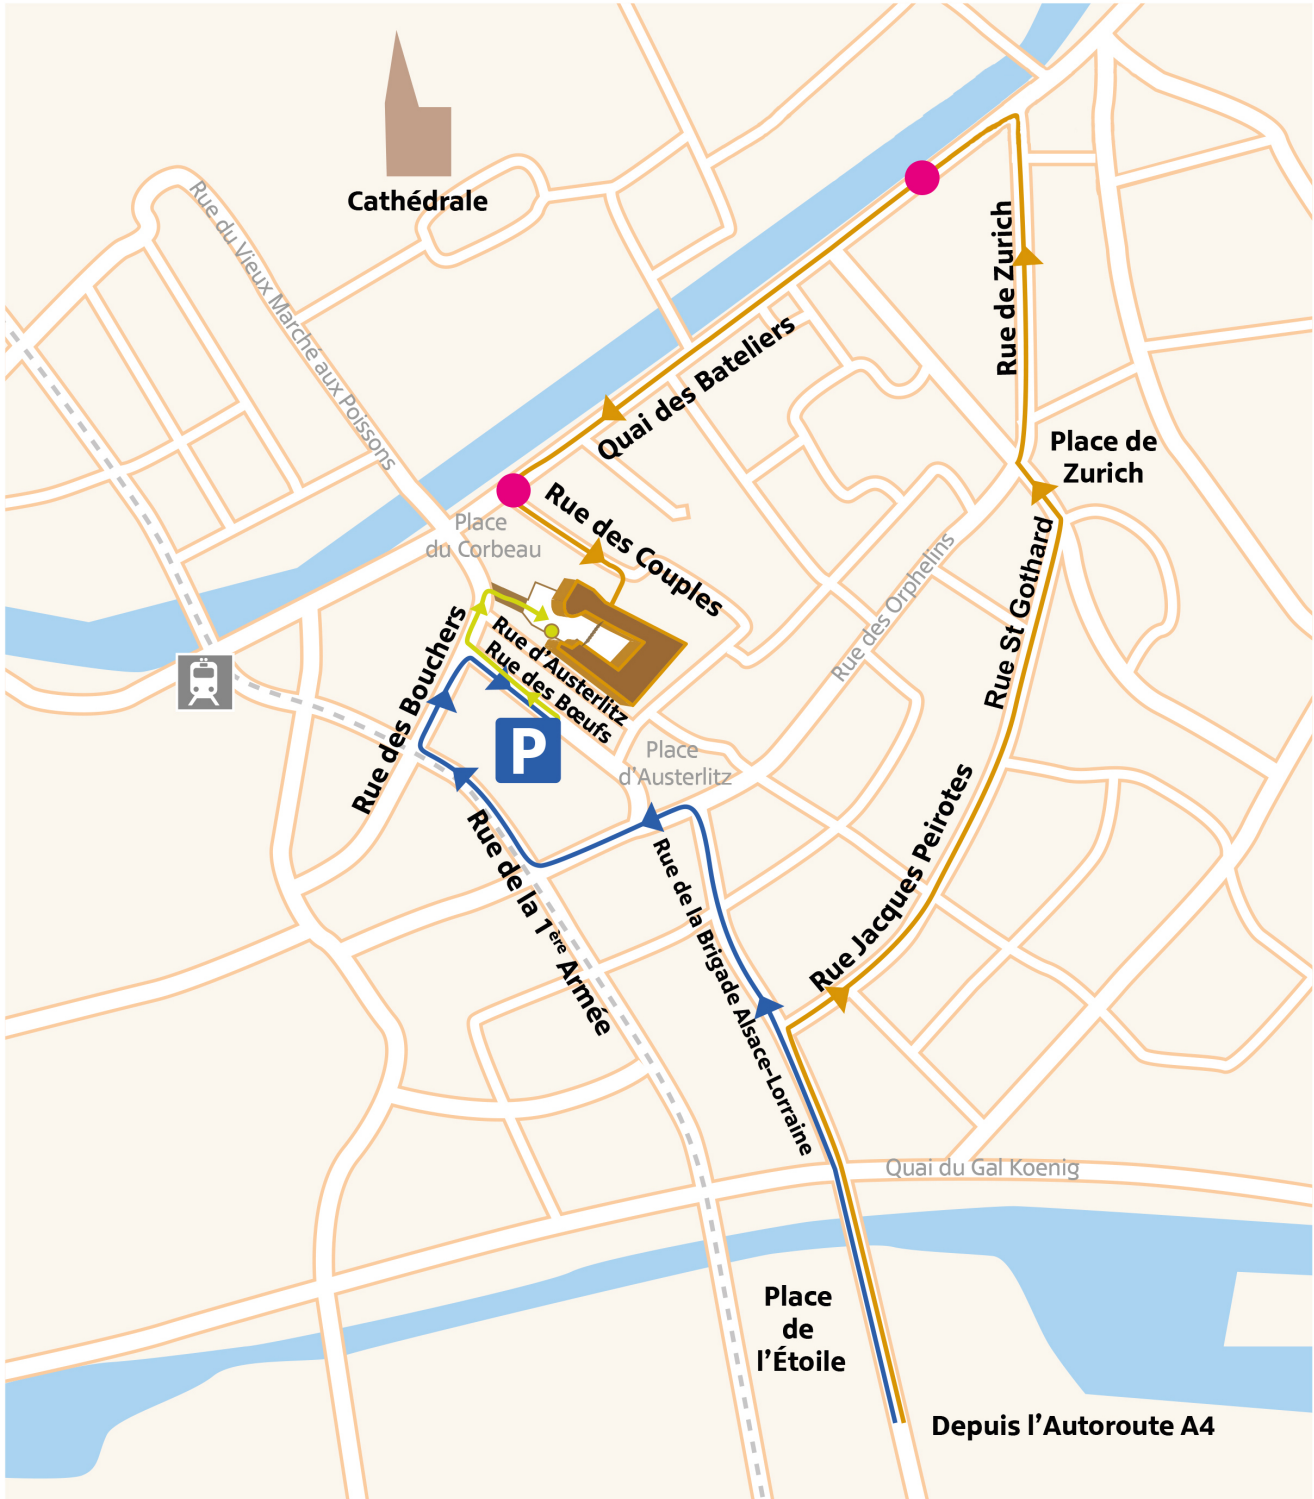 Cathédrale
Rue du Vieux Marché aux Poissons
Rue de Zurich
Quai des Bateliers
Place de
Zurich
Rue des Couples
Place
du Corbeau
Rue St Gothard
Rue des Orphelins
Rue des Bouchers
Rue d'Austerlitz
Rue des Bœufs
P
Place
d'Austerlitz
Rue Jacques Peirotes
Rue de la 1ère Armée
Rue de la Brigade Alsace-Lorraine
Quai du Gal Koenig
Place
de
l'Étoile
Depuis l'Autoroute A4